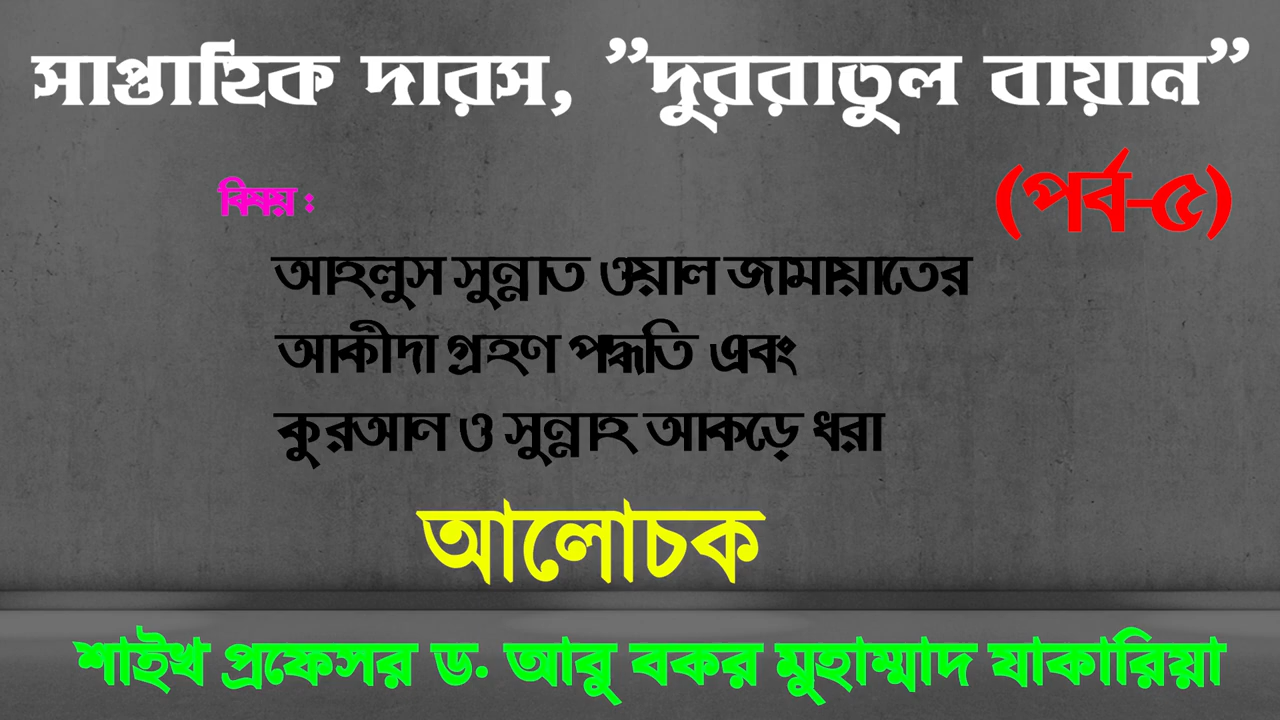 সাপ্তাহিক দারস, ”দুররাতুল বায়ান”
(পর্ব-৫)
বিষয় :
আহলুস সুন্নাত ওয়াল জামায়াতের
আকীদা গ্রহণ পদ্ধতি এবং
কুরআন ও সুন্নাহ আকড়ে ধরা
আলোচক
শাইখ প্রফেসর ড. আবু বকর মুহাম্মাদ যাকারিয়া